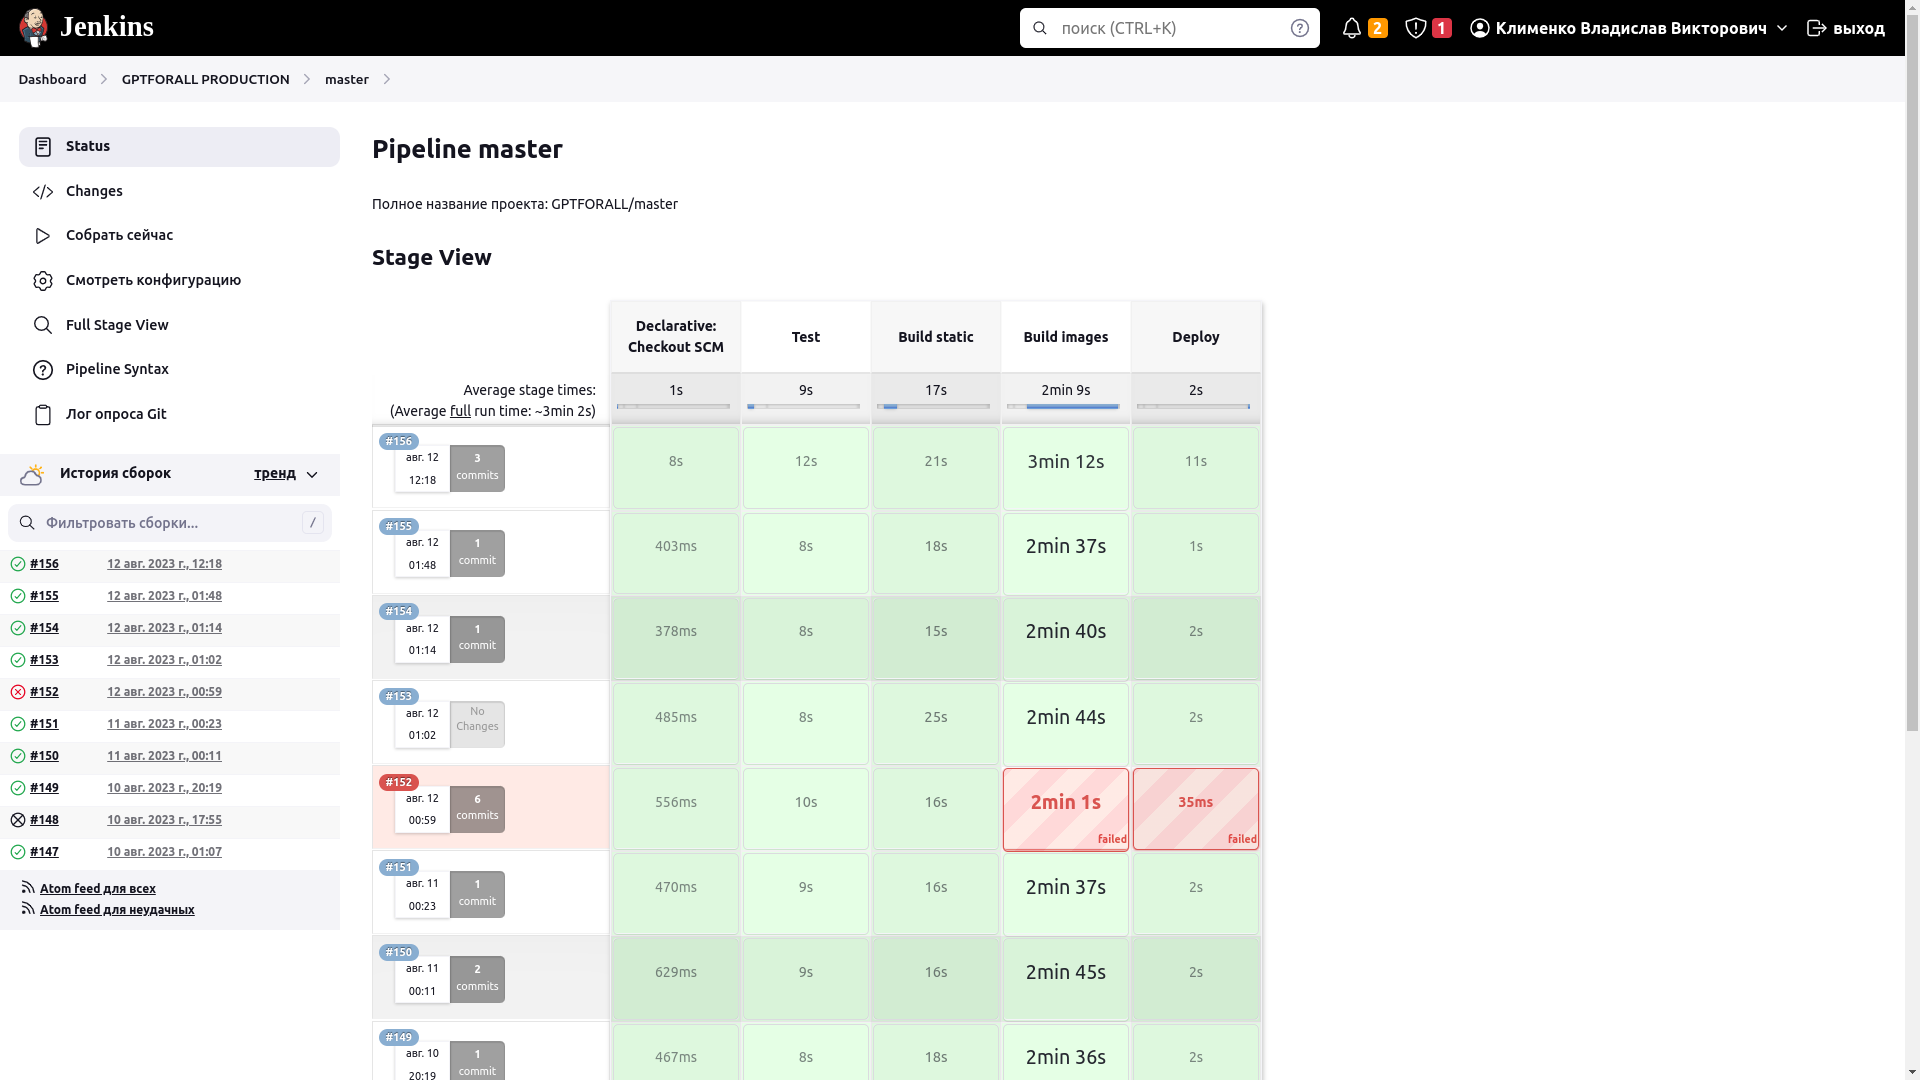 Jenkins
поиск (CTRL+K)
2
1
Клименко Владислав Викторович
выход
Dashboard
GPTFORALL PRODUCTION
master
Status
Changes
Собрать сейчас
Смотреть конфигурацию
Full Stage View
Pipeline Syntax
Лог опроса Git
История сборок
тренд
Фильтровать сборки...
/
#156 12 авг. 2023 г., 12:18
#155 12 авг. 2023 г., 01:48
#154 12 авг. 2023 г., 01:14
#153 12 авг. 2023 г., 01:02
#152 12 авг. 2023 г., 00:59
#151 11 авг. 2023 г., 00:23
#150 11 авг. 2023 г., 00:11
#149 10 авг. 2023 г., 20:19
#148 10 авг. 2023 г., 17:55
#147 10 авг. 2023 г., 01:07
Atom feed для всех
Atom feed для неудачных
Pipeline master
Полное название проекта: GPTFORALL/master
Stage View
Declarative:
Checkout SCM
Test
Build static
Build images
Deploy
Average stage times:
(Average full run time: ~3min 2s)
1s
9s
17s
2min 9s
2s
#156
авг. 12
12:18
3
commits
8s
12s
21s
3min 12s
11s
#155
авг. 12
01:48
1
commit
403ms
8s
18s
2min 37s
1s
#154
авг. 12
01:14
1
commit
378ms
8s
15s
2min 40s
2s
#153
авг. 12
01:02
No
Changes
485ms
8s
25s
2min 44s
2s
#152
авг. 12
00:59
6
commits
556ms
10s
16s
2min 1s
failed
35ms
failed
#151
авг. 11
00:23
1
commit
470ms
9s
16s
2min 37s
2s
#150
авг. 11
00:11
2
commits
629ms
9s
16s
2min 45s
2s
#149
авг. 10
20:19
1
commit
467ms
8s
18s
2min 36s
2s